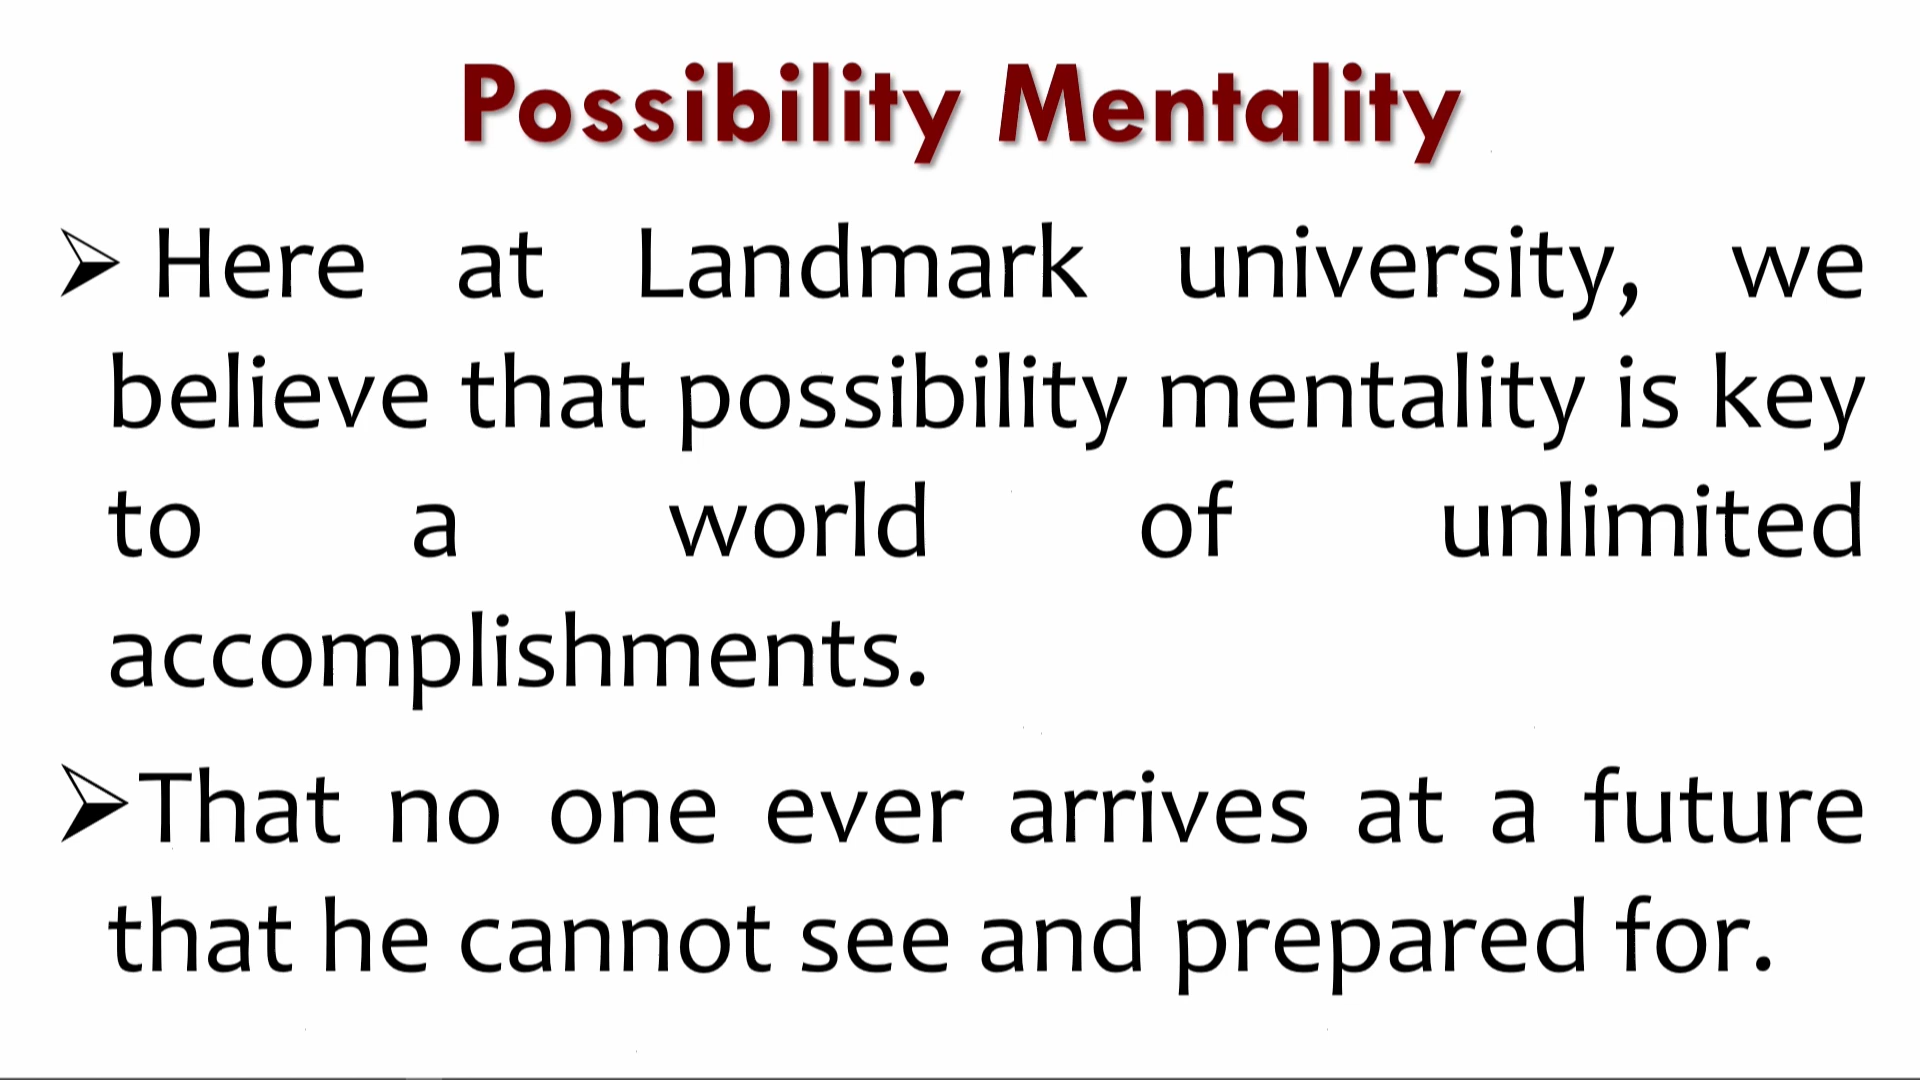 Possibility Mentality
➢ Here at Landmark university, we
believe that possibility mentality is key
to a world of unlimited
accomplishments.
➢That no one ever arrives at a future
that he cannot see and prepared for.